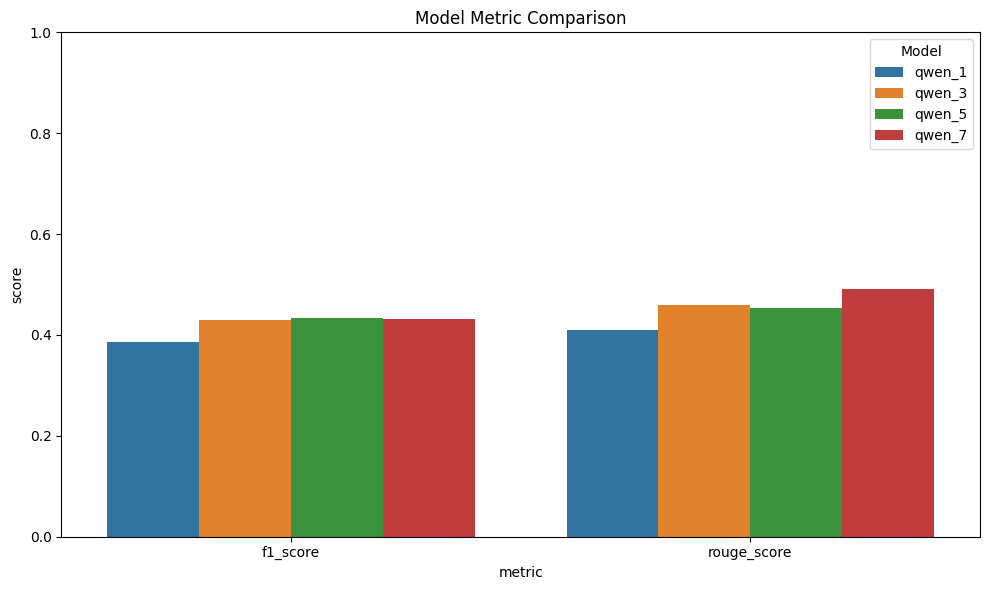 Model Metric Comparison
1.0
0.8
0.6
0.4
0.2
0.0
score
Model
qwen_1
qwen_3
qwen_5
qwen_7
f1_score
rouge_score
metric